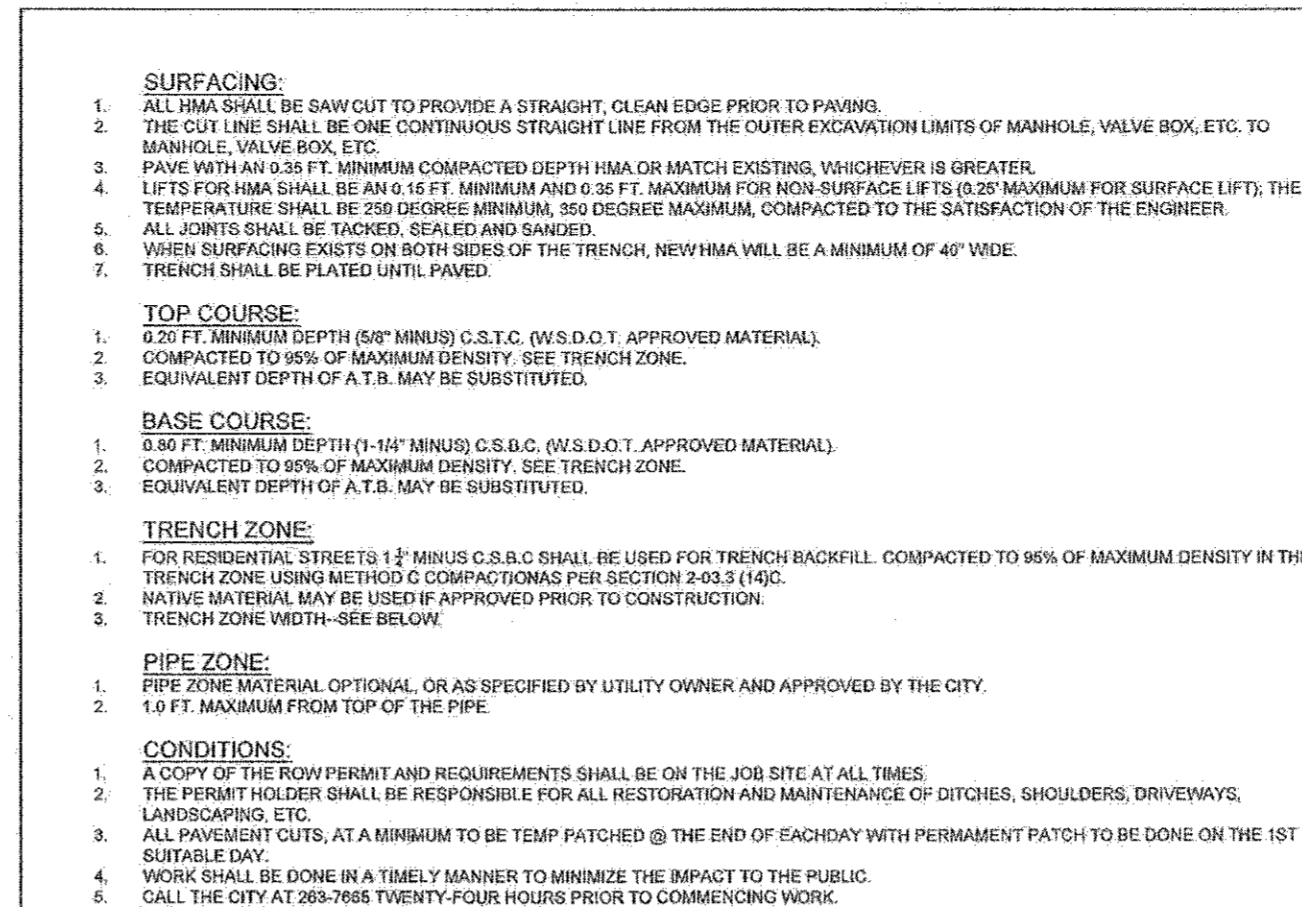 SURFACING:
1. ALL HMA SHALL BE SAW CUT TO PROVIDE A STRAIGHT, CLEAN EDGE PRIOR TO PAVING.
2. THE CUT LINE SHALL BE ONE CONTINUOUS STRAIGHT LINE FROM THE OUTER EXCAVATION LIMITS OF MANHOLE, VALVE BOX, ETC. TO
MANHOLE, VALVE BOX, ETC.
3. PAVE WITH AN 0.35 FT. MINIMUM COMPACTED DEPTH HMA OR MATCH EXISTING, WHICHEVER IS GREATER.
4. LIFTS FOR HMA SHALL BE AN 0.15 FT. MINIMUM AND 0.35 FT. MAXIMUM FOR NON-SURFACE LIFTS (0.25' MAXIMUM FOR SURFACE LIFT); THE
TEMPERATURE SHALL BE 250 DEGREE MINIMUM, 350 DEGREE MAXIMUM, COMPACTED TO THE SATISFACTION OF THE ENGINEER.
5. ALL JOINTS SHALL BE TACKED, SEALED AND SANDED.
6. WHEN SURFACING EXISTS ON BOTH SIDES OF THE TRENCH, NEW HMA WILL BE A MINIMUM OF 40" WIDE.
7. TRENCH SHALL BE PLATED UNTIL PAVED.
TOP COURSE:
1. 0.20 FT. MINIMUM DEPTH (5/8" MINUS) C.S.T.C. (W.S.D.O.T. APPROVED MATERIAL).
2. COMPACTED TO 95% OF MAXIMUM DENSITY. SEE TRENCH ZONE.
3. EQUIVALENT DEPTH OF A.T.B. MAY BE SUBSTITUTED.
BASE COURSE:
1. 0.80 FT. MINIMUM DEPTH (1-1/4" MINUS) C.S.B.C. (W.S.D.O.T. APPROVED MATERIAL).
2. COMPACTED TO 95% OF MAXIMUM DENSITY. SEE TRENCH ZONE.
3. EQUIVALENT DEPTH OF A.T.B. MAY BE SUBSTITUTED.
TRENCH ZONE:
1. FOR RESIDENTIAL STREETS 1¼" MINUS C.S.B.C SHALL BE USED FOR TRENCH BACKFILL. COMPACTED TO 95% OF MAXIMUM DENSITY IN TH
TRENCH ZONE USING METHOD C COMPACTIONAS PER SECTION 2-03.3 (14)C.
2. NATIVE MATERIAL MAY BE USED IF APPROVED PRIOR TO CONSTRUCTION.
3. TRENCH ZONE WIDTH--SEE BELOW.
PIPE ZONE:
1. PIPE ZONE MATERIAL OPTIONAL, OR AS SPECIFIED BY UTILITY OWNER AND APPROVED BY THE CITY.
2. 1.0 FT. MAXIMUM FROM TOP OF THE PIPE.
CONDITIONS:
1. A COPY OF THE ROW PERMIT AND REQUIREMENTS SHALL BE ON THE JOB SITE AT ALL TIMES.
2. THE PERMIT HOLDER SHALL BE RESPONSIBLE FOR ALL RESTORATION AND MAINTENANCE OF DITCHES, SHOULDERS, DRIVEWAYS,
LANDSCAPING, ETC.
3. ALL PAVEMENT CUTS, AT A MINIMUM TO BE TEMP PATCHED @ THE END OF EACHDAY WITH PERMAMENT PATCH TO BE DONE ON THE 1ST
SUITABLE DAY.
4. WORK SHALL BE DONE IN A TIMELY MANNER TO MINIMIZE THE IMPACT TO THE PUBLIC.
5. CALL THE CITY AT 263-7665 TWENTY-FOUR HOURS PRIOR TO COMMENCING WORK.